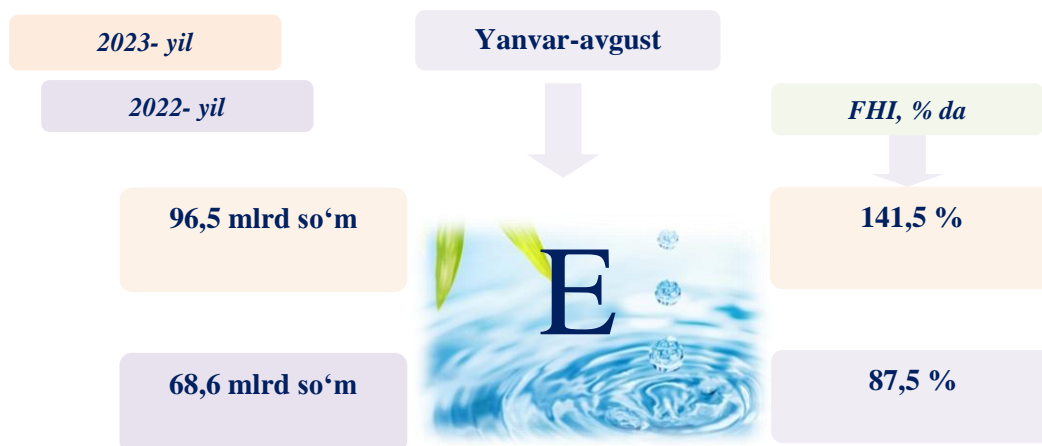 2023- yil
Yanvar-avgust
2022- yil
FHI, % da
96,5 mlrd so‘m
141,5 %
E
68,6 mlrd so‘m
87,5 %